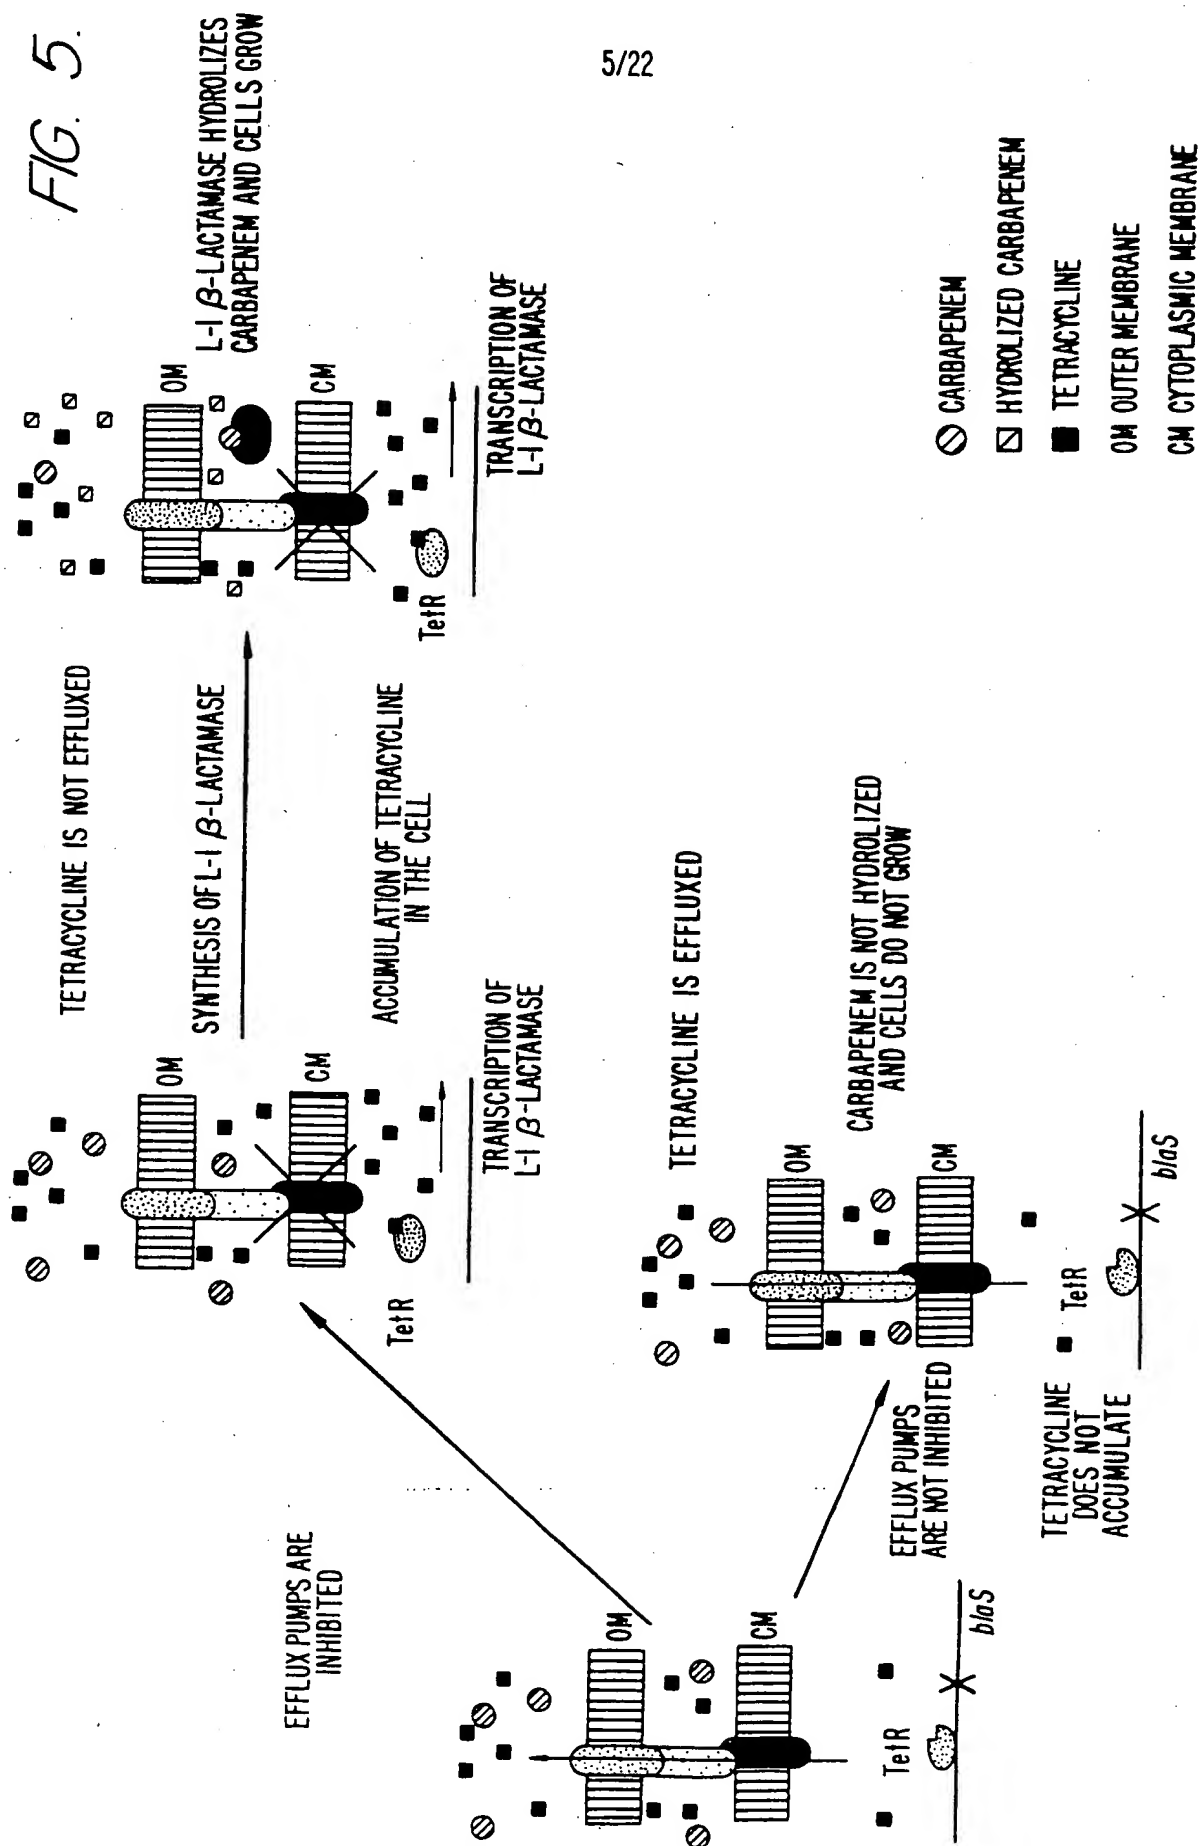 5/22
FIG. 5.
EFFLUX PUMPS ARE
INHIBITED
OM
CM
TetR
blaS
TETRACYCLINE IS NOT EFFLUXED
OM
CM
SYNTHESIS OF L-1 β-LACTAMASE
ACCUMULATION OF TETRACYCLINE
IN THE CELL
TetR
TRANSCRIPTION OF
L-1 β-LACTAMASE
OM
CM
L-1 β-LACTAMASE HYDROLIZES
CARBAPENEM AND CELLS GROW
TetR
TRANSCRIPTION OF
L-1 β-LACTAMASE
EFFLUX PUMPS
ARE NOT INHIBITED
TETRACYCLINE
DOES NOT
ACCUMULATE
TETRACYCLINE IS EFFLUXED
OM
CM
CARBAPENEM IS NOT HYDROLIZED
AND CELLS DO NOT GROW
TetR
blaS
CARBAPENEM
HYDROLIZED CARBAPENEM
TETRACYCLINE
OM OUTER MEMBRANE
CM CYTOPLASMIC MEMBRANE